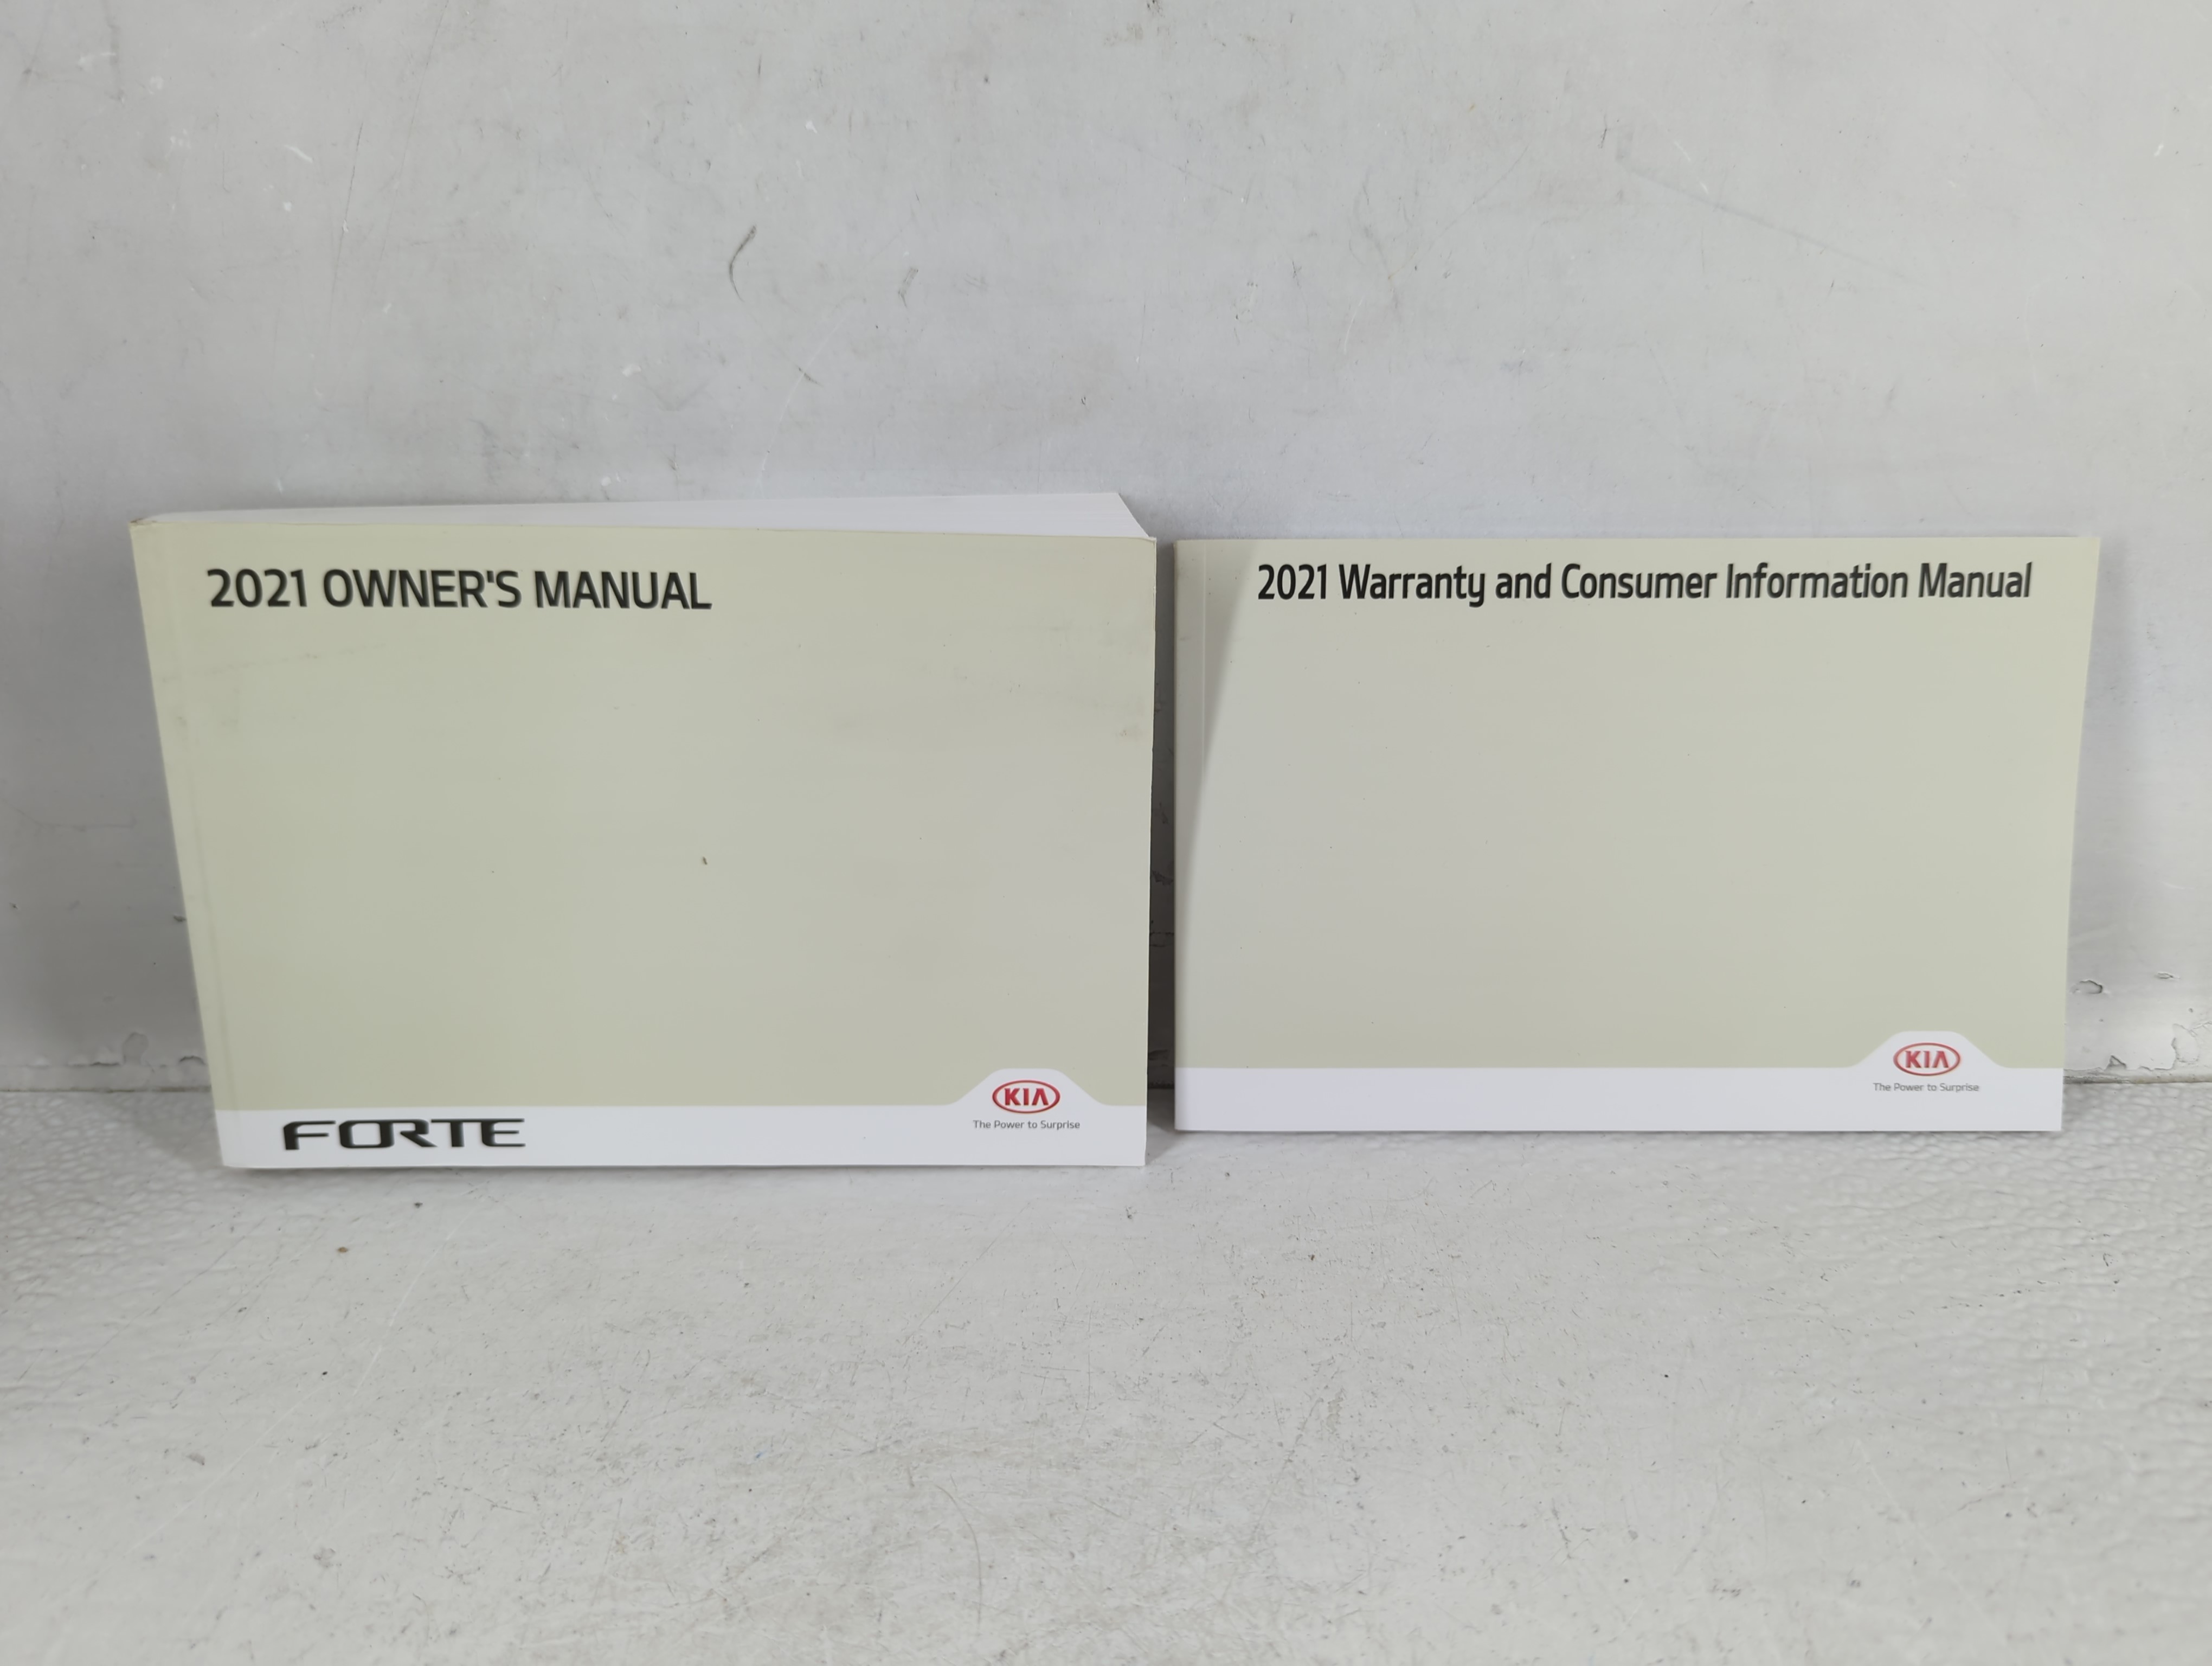 2021 OWNER'S MANUAL
FORTE
KIA
The Power to Surprise
2021 Warranty and Consumer Information Manual
KIA
The Power to Surprise